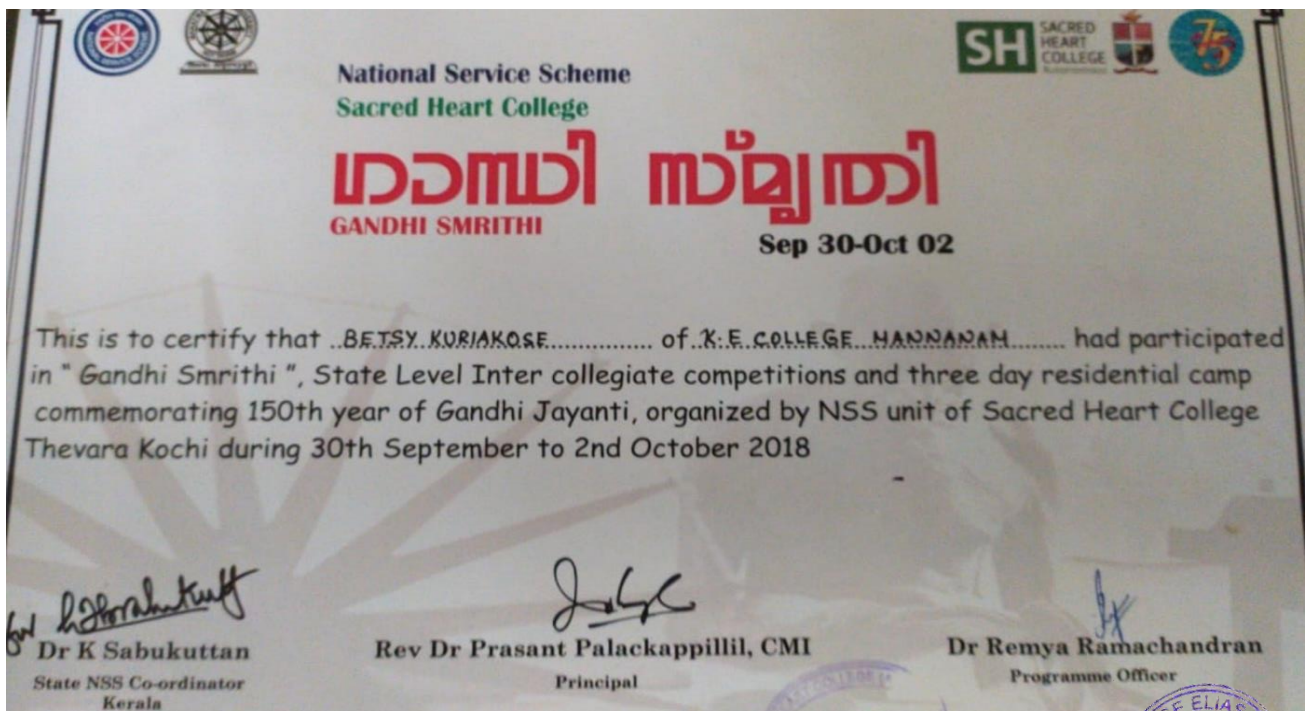 SH SACRED
HEART
COLLEGE
75
National Service Scheme
Sacred Heart College
ഗാന്ധി സ്മൃതി
GANDHI SMRITHI
Sep 30-Oct 02
This is to certify that ..BETSY KURIAKOSE.............. of..K.E.COLLEGE MANNANAM........ had participated
in " Gandhi Smrithi ", State Level Inter collegiate competitions and three day residential camp
commemorating 150th year of Gandhi Jayanti, organized by NSS unit of Sacred Heart College
Thevara Kochi during 30th September to 2nd October 2018
Dr K Sabukuttan
State NSS Co-ordinator
Kerala
Rev Dr Prasant Palackappillil, CMI
Principal
Dr Remya Ramachandran
Programme Officer
ELIAS